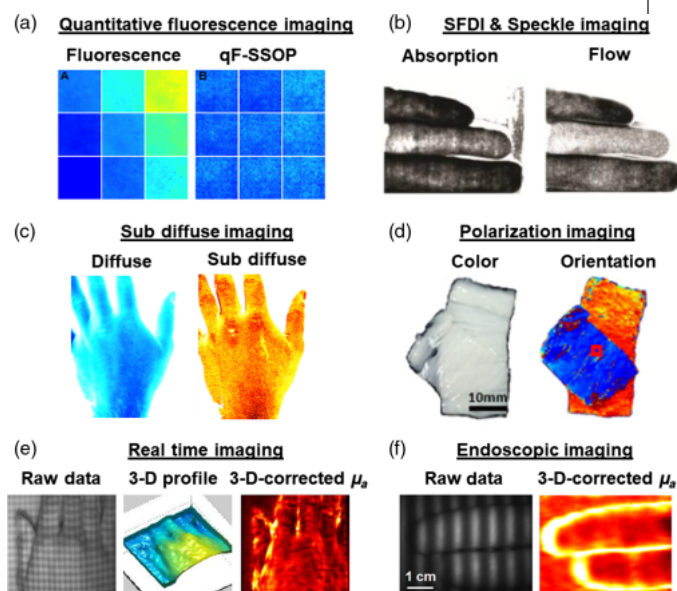 (a) Quantitative fluorescence imaging
Fluorescence qF-SSOP
A B
(b) SFDI & Speckle imaging
Absorption Flow
(c) Sub diffuse imaging
Diffuse Sub diffuse
(d) Polarization imaging
Color Orientation
10mm
(e) Real time imaging
Raw data 3-D profile 3-D-corrected μa
(f) Endoscopic imaging
Raw data 3-D-corrected μa
1 cm